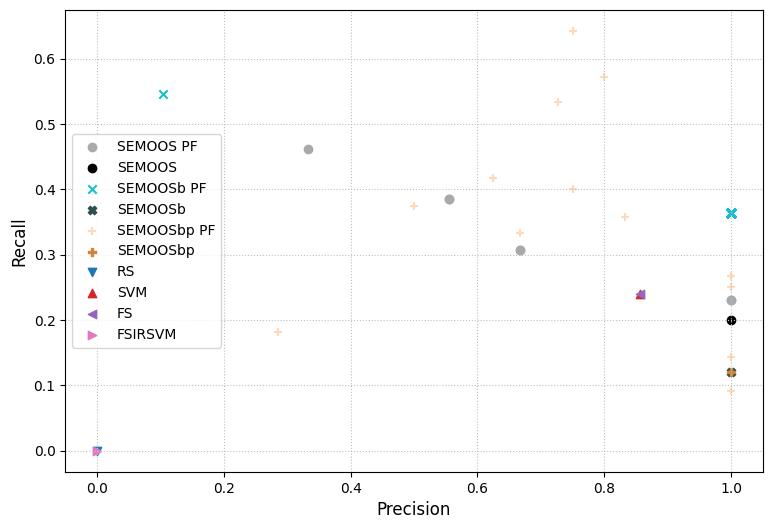 0.6
0.5
0.4
0.3
0.2
0.1
0.0
Recall
SEMOOS PF
SEMOOS
SEMOOSb PF
SEMOOSb
SEMOOSbp PF
SEMOOSbp
RS
SVM
FS
FSIRSVM
0.0 0.2 0.4 0.6 0.8 1.0
Precision